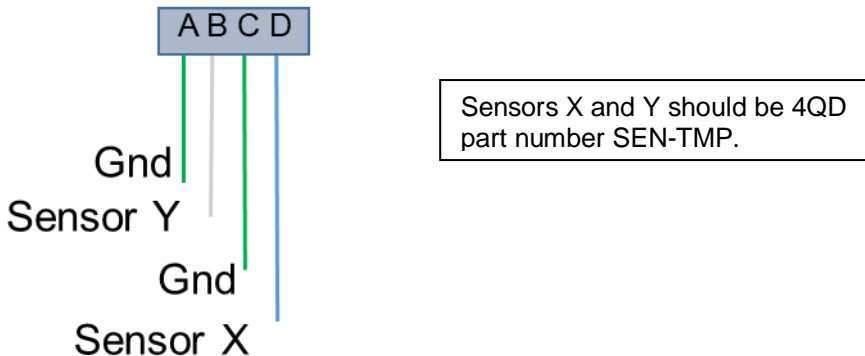 A B C D
Sensors X and Y should be 4QD
part number SEN-TMP.
Gnd
Sensor Y
Gnd
Sensor X